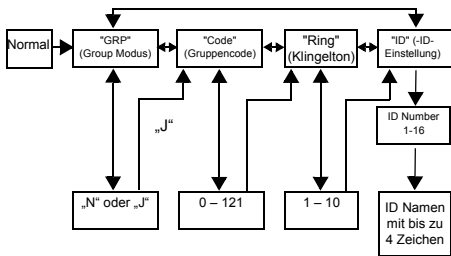 Normal
"GRP"
(Group Modus)
"Code"
(Gruppencode)
"Ring"
(Klingelton)
"ID" (-ID-
Einstellung)
„J“
ID Number
1-16
„N“ oder „J“
0 – 121
1 – 10
ID Namen
mit bis zu
4 Zeichen